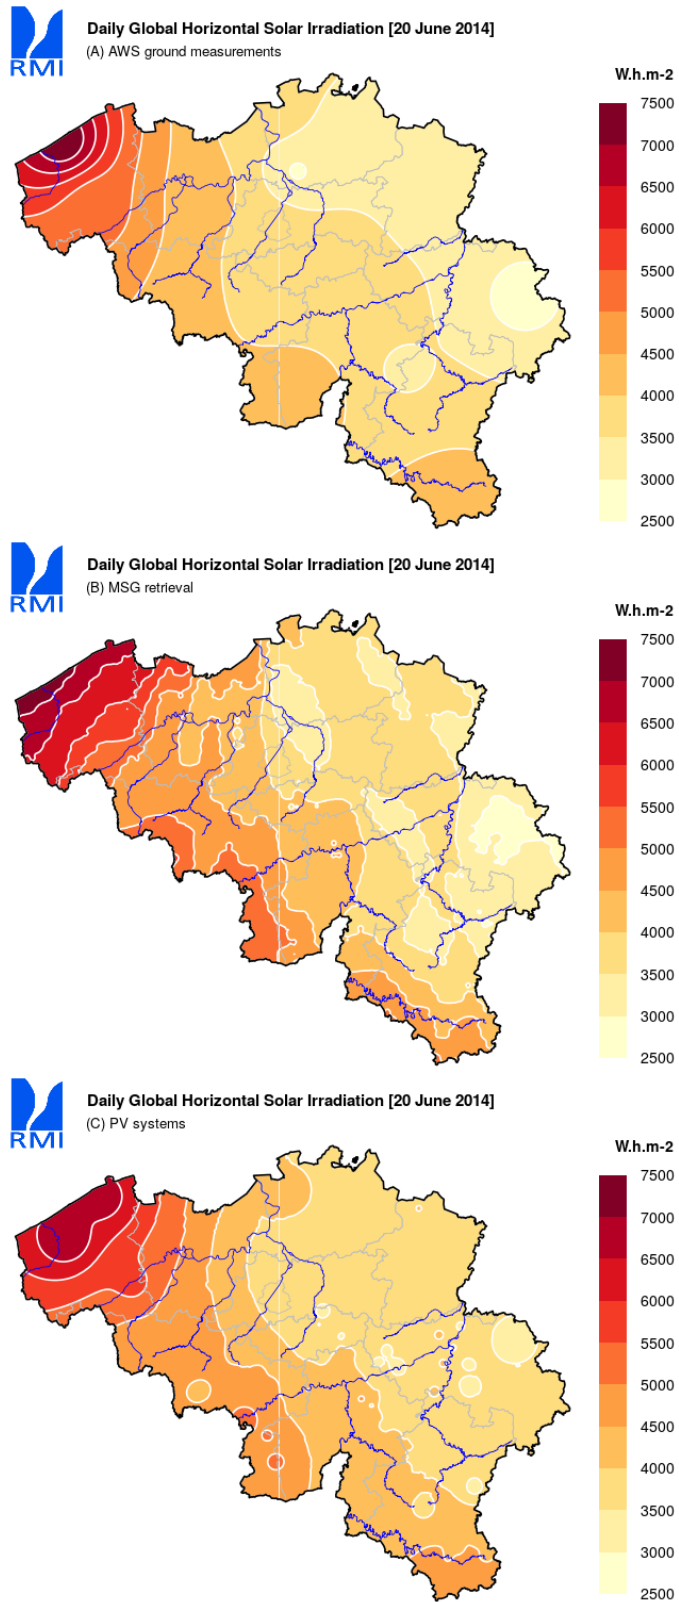 RMI
Daily Global Horizontal Solar Irradiation [20 June 2014]
(A) AWS ground measurements
W.h.m-2
7500
7000
6500
6000
5500
5000
4500
4000
3500
3000
2500
RMI
Daily Global Horizontal Solar Irradiation [20 June 2014]
(B) MSG retrieval
W.h.m-2
7500
7000
6500
6000
5500
5000
4500
4000
3500
3000
2500
RMI
Daily Global Horizontal Solar Irradiation [20 June 2014]
(C) PV systems
W.h.m-2
7500
7000
6500
6000
5500
5000
4500
4000
3500
3000
2500